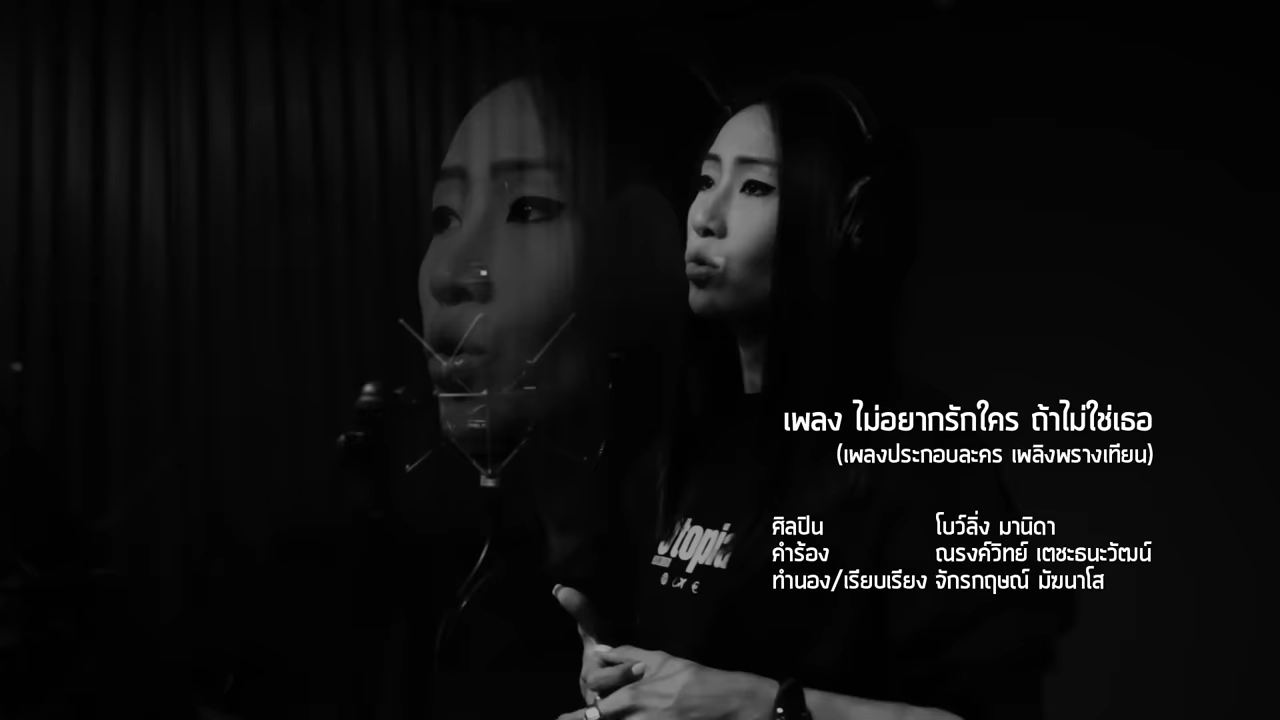 เพลง ไม่อยากรักใคร ถ้าไม่ใช่เธอ
(เพลงประกอบละคร เพลิงพรางเทียน)
ศิลปิน โบว์ลิ่ง มานิดา
คำร้อง ณรงค์วิทย์ เตชะธนะวัฒน์
ทำนอง/เรียบเรียง จักรกฤษณ์ มัฆนาโส